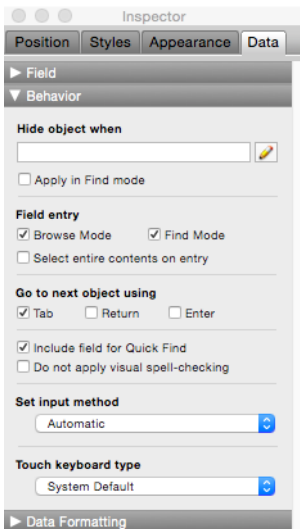 Inspector
Position Styles Appearance Data
Field
Behavior
Hide object when
Apply in Find mode
Field entry
Browse Mode Find Mode
Select entire contents on entry
Go to next object using
Tab Return Enter
Include field for Quick Find
Do not apply visual spell-checking
Set input method
Automatic
Touch keyboard type
System Default
Data Formatting